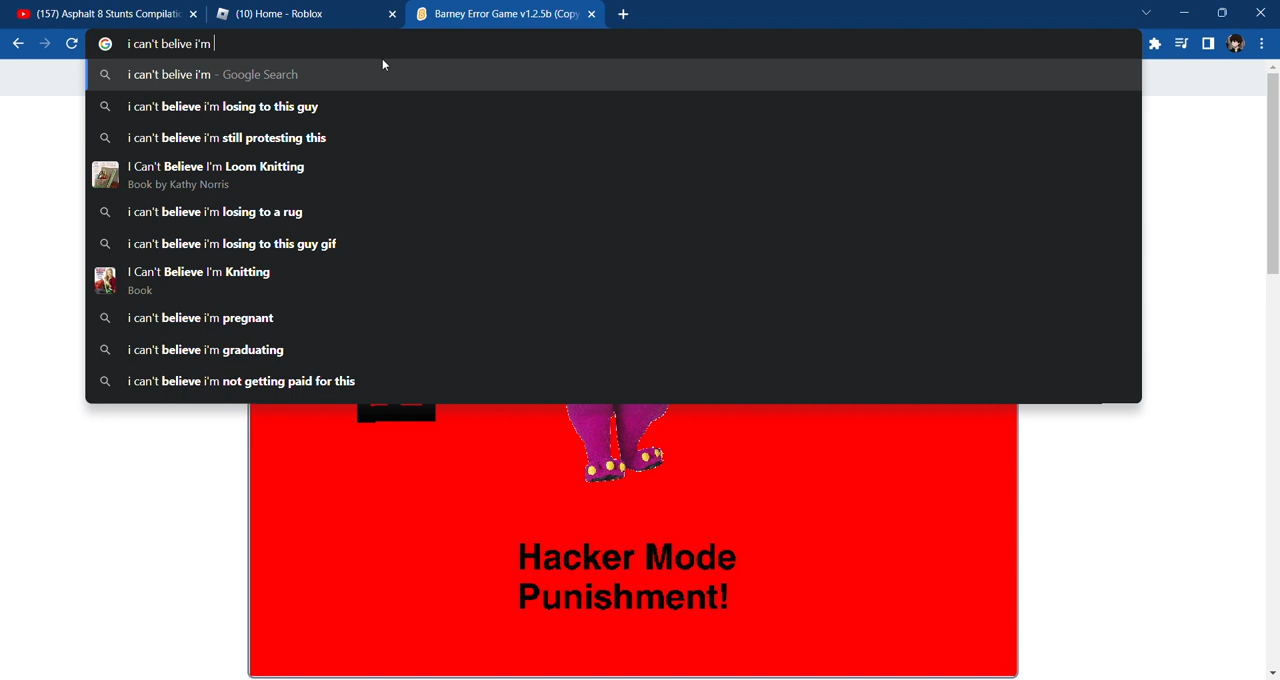 (157) Asphalt 8 Stunts Compilatic
(10) Home - Roblox
Barney Error Game v1.2.5b (Copy
i can't belive i'm
i can't belive i'm - Google Search
i can't believe i'm losing to this guy
i can't believe i'm still protesting this
I Can't Believe I'm Loom Knitting
Book by Kathy Norris
i can't believe i'm losing to a rug
i can't believe i'm losing to this guy gif
I Can't Believe I'm Knitting
Book
i can't believe i'm pregnant
i can't believe i'm graduating
i can't believe i'm not getting paid for this
Hacker Mode
Punishment!